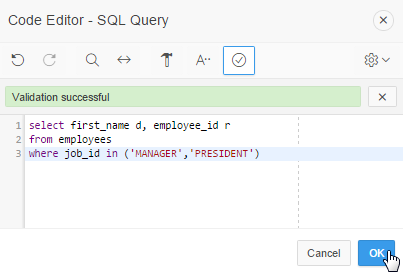 Code Editor - SQL Query
A··
Validation successful
1 select first_name d, employee_id r
2 from employees
3 where job_id in ('MANAGER','PRESIDENT')
Cancel
OK